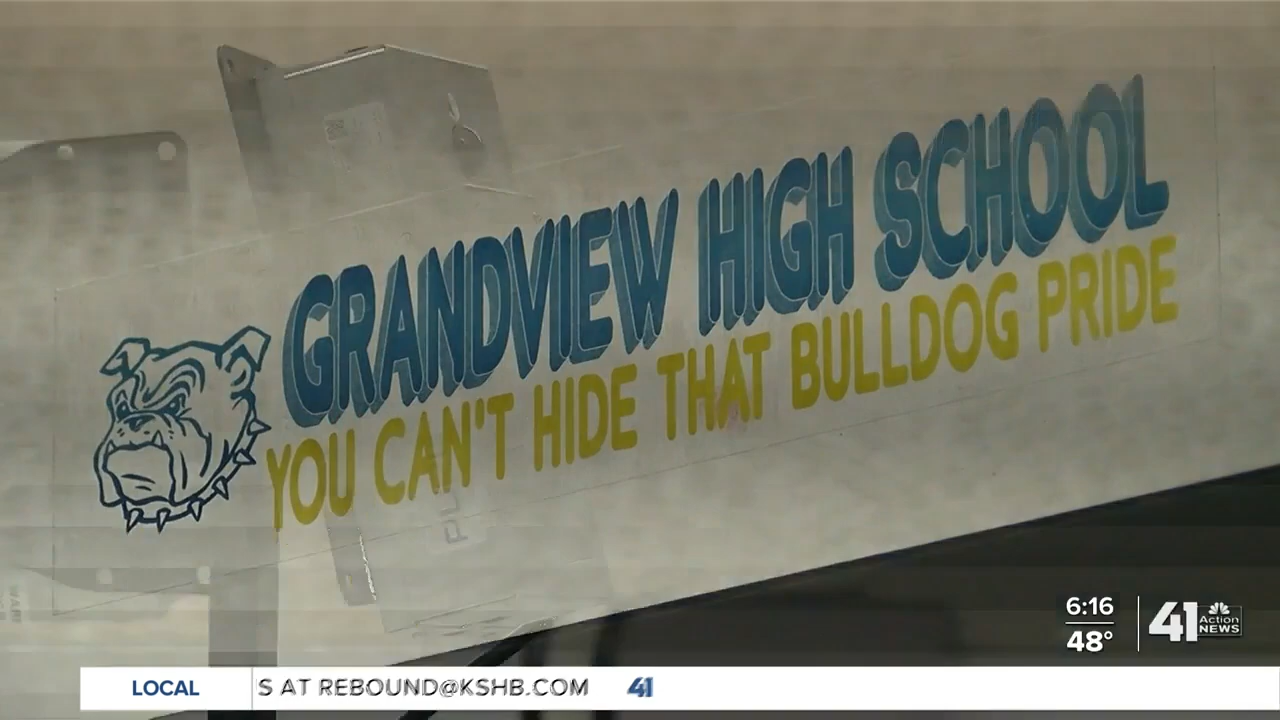 GRANDVIEW HIGH SCHOOL
YOU CAN'T HIDE THAT BULLDOG PRIDE
6:16
48°
41 Action NEWS
LOCAL
S AT REBOUND@KSHB.COM
41